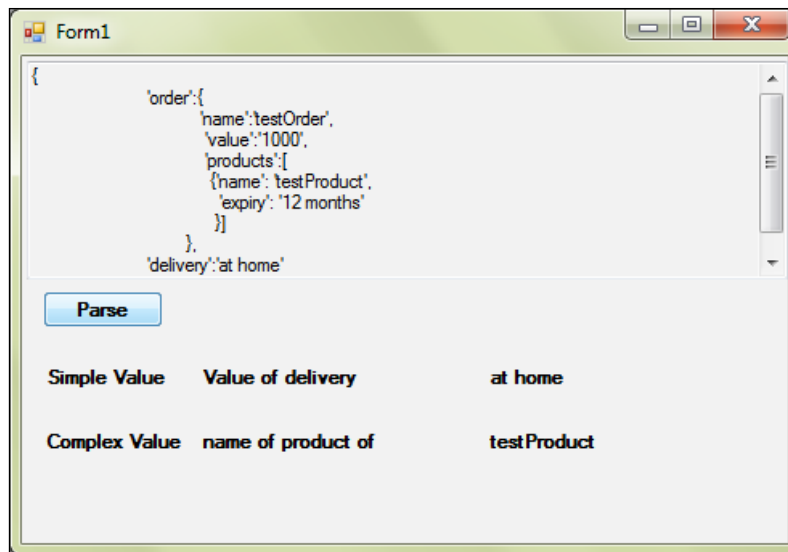 Form1
{
'order':{
'name':'testOrder',
'value':'1000',
'products':[
{'name': 'testProduct',
'expiry': '12 months'
}]
},
'delivery':'at home'
Parse
Simple Value Value of delivery at home
Complex Value name of product of testProduct